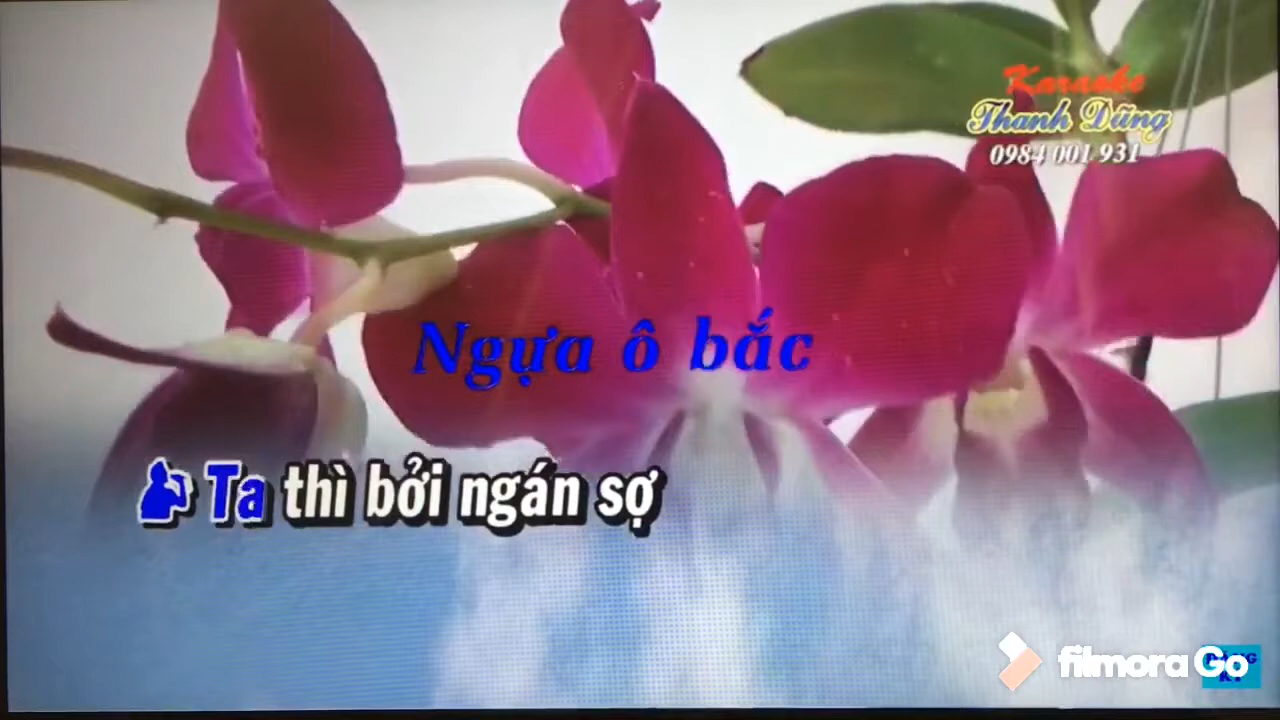 Karaoke
Thanh Dũng
0984 001 931
Ngựa ô bắc
Ta thì bởi ngán sợ
filmora Go